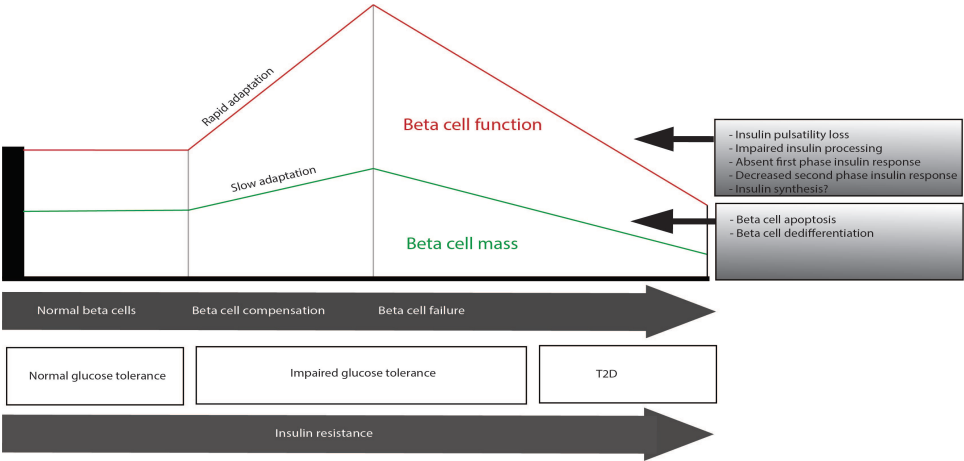 Rapid adaptation
Beta cell function
Slow adaptation
Beta cell mass
- Insulin pulsatility loss
- Impaired insulin processing
- Absent first phase insulin response
- Decreased second phase insulin response
- Insulin synthesis?
- Beta cell apoptosis
- Beta cell dedifferentiation
Normal beta cells
Beta cell compensation
Beta cell failure
Normal glucose tolerance
Impaired glucose tolerance
T2D
Insulin resistance